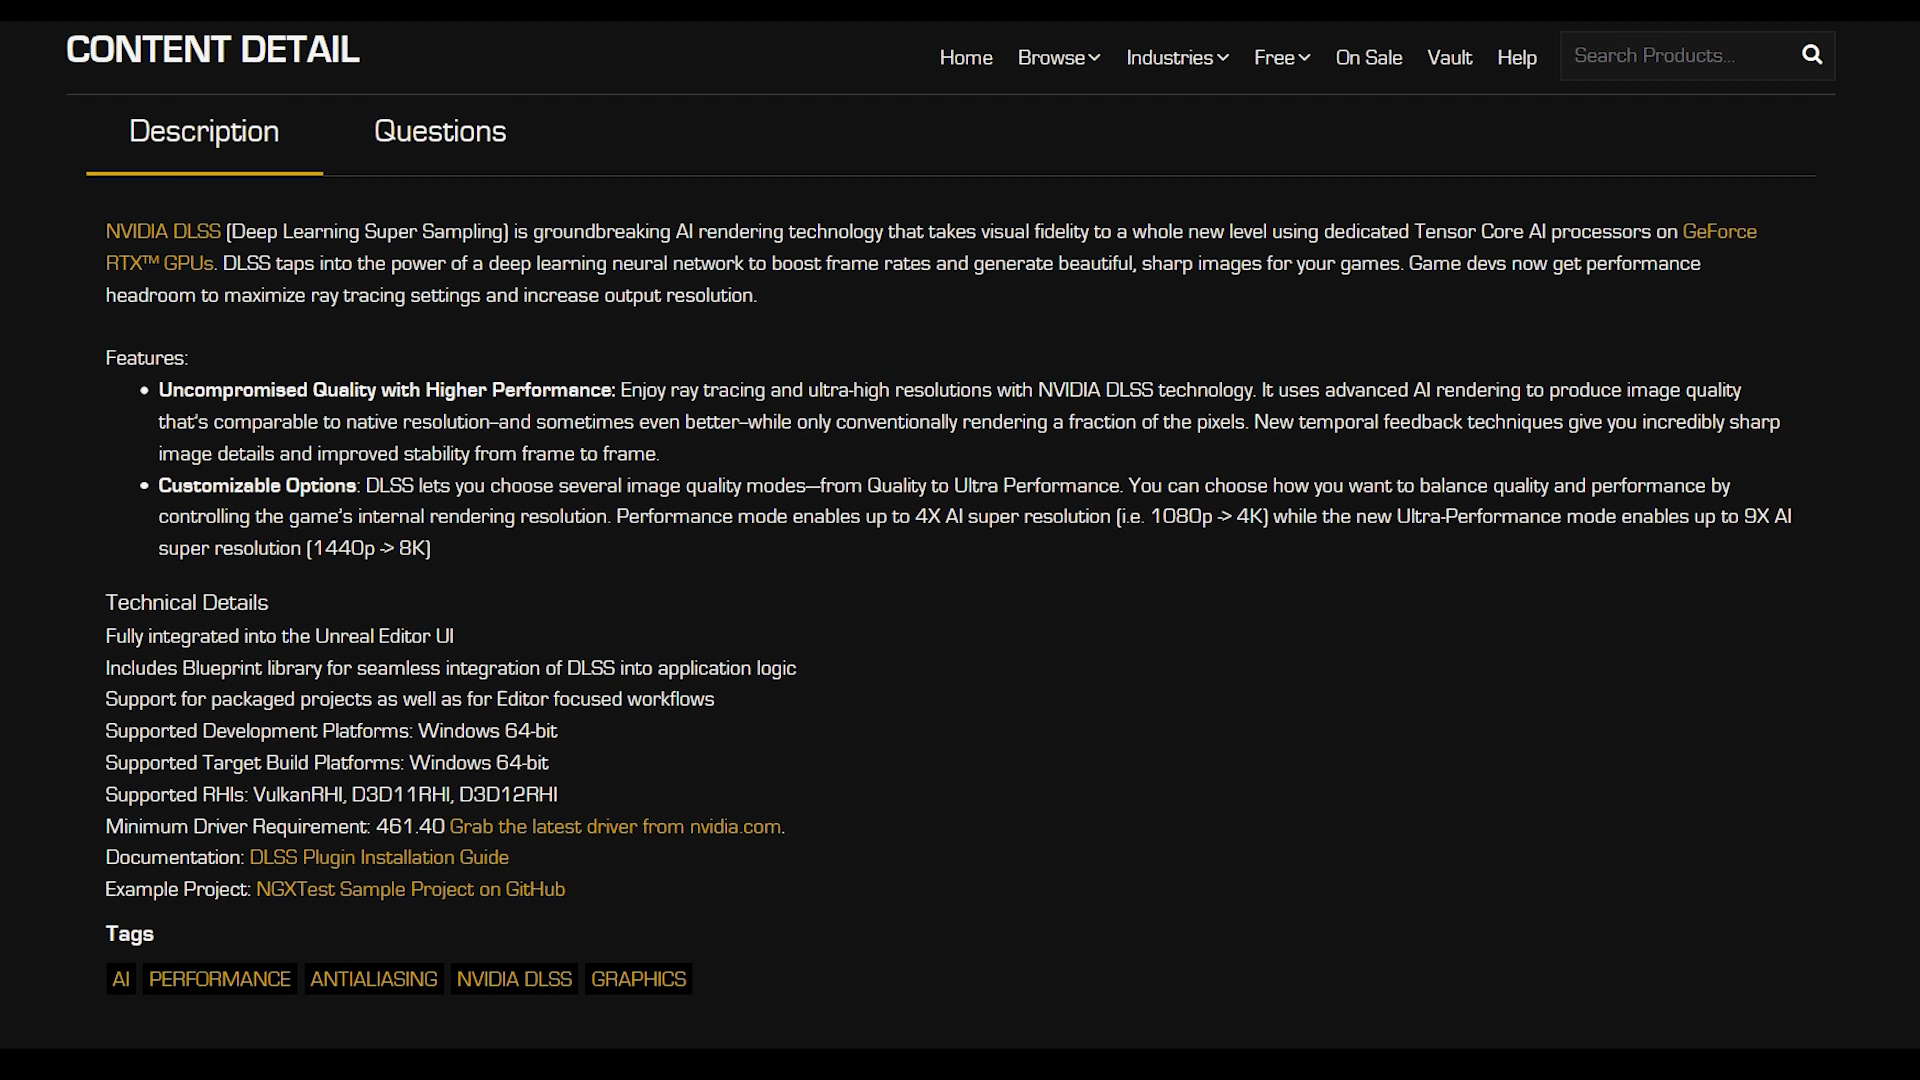 CONTENT DETAIL
Home Browse Industries Free On Sale Vault Help Search Products...
Description Questions
NVIDIA DLSS (Deep Learning Super Sampling) is groundbreaking AI rendering technology that takes visual fidelity to a whole new level using dedicated Tensor Core AI processors on GeForce
RTX™ GPUs. DLSS taps into the power of a deep learning neural network to boost frame rates and generate beautiful, sharp images for your games. Game devs now get performance
headroom to maximize ray tracing settings and increase output resolution.
Features:
• Uncompromised Quality with Higher Performance: Enjoy ray tracing and ultra-high resolutions with NVIDIA DLSS technology. It uses advanced AI rendering to produce image quality
that's comparable to native resolution–and sometimes even better–while only conventionally rendering a fraction of the pixels. New temporal feedback techniques give you incredibly sharp
image details and improved stability from frame to frame.
• Customizable Options: DLSS lets you choose several image quality modes—from Quality to Ultra Performance. You can choose how you want to balance quality and performance by
controlling the game's internal rendering resolution. Performance mode enables up to 4X AI super resolution (i.e. 1080p -> 4K) while the new Ultra-Performance mode enables up to 9X AI
super resolution (1440p -> 8K)
Technical Details
Fully integrated into the Unreal Editor UI
Includes Blueprint library for seamless integration of DLSS into application logic
Support for packaged projects as well as for Editor focused workflows
Supported Development Platforms: Windows 64-bit
Supported Target Build Platforms: Windows 64-bit
Supported RHIs: VulkanRHI, D3D11RHI, D3D12RHI
Minimum Driver Requirement: 461.40 Grab the latest driver from nvidia.com.
Documentation: DLSS Plugin Installation Guide
Example Project: NGXTest Sample Project on GitHub
Tags
AI PERFORMANCE ANTIALIASING NVIDIA DLSS GRAPHICS